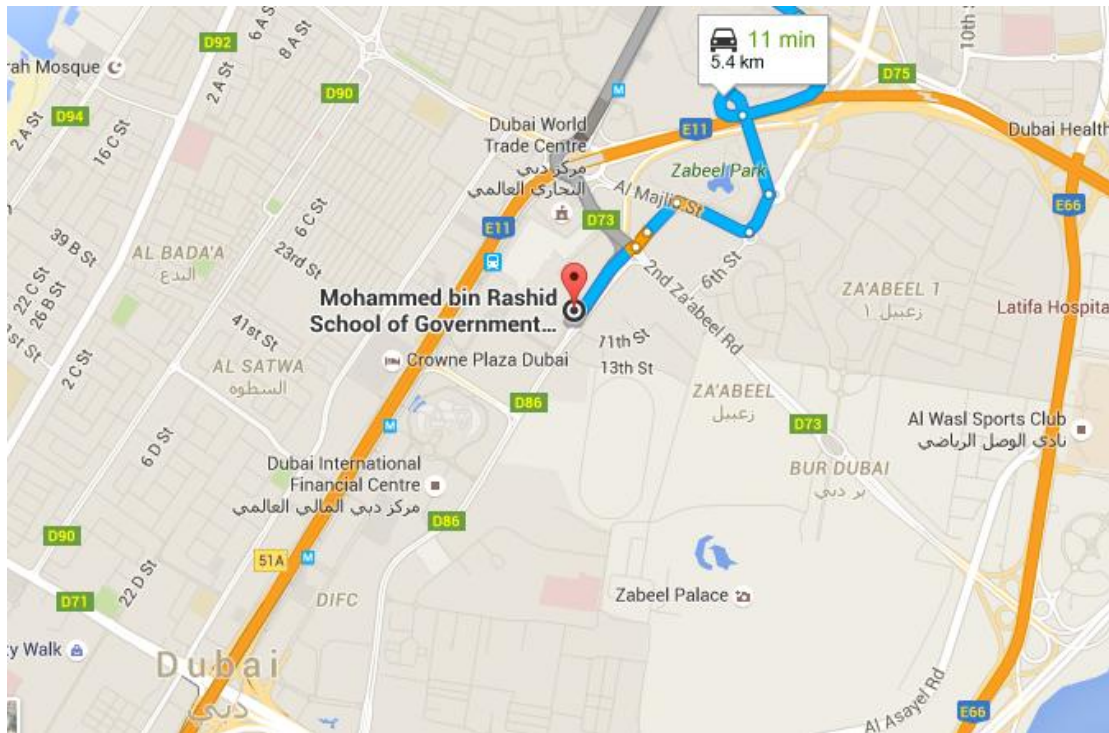 D92
6 A St
8 A St
rah Mosque
2 A St
D90
D94
16 C St
2 A St
11 min
5.4 km
10th St
D75
M
E11
Dubai World
Trade Centre
مركز دبي
التجاري العالمي
Zabeel Park
Dubai Health
Al Majlis St
E66
D73
E11
6 C St
39 B St
AL BADA'A
البدع
23rd St
22 C St
26 B St
2nd Za'abeel Rd
6th St
ZA'ABEEL 1
زعبيل ١
Latifa Hospita
Mohammed bin Rashid
School of Government...
41st St
2 C St
11th St
13th St
Crowne Plaza Dubai
AL SATWA
السطوه
D86
ZA'ABEEL
زعبيل
D73
Al Wasl Sports Club
نادي الوصل الرياضي
M
6 D St
BUR DUBAI
بر دبي
Dubai International
Financial Centre
مركز دبي المالي العالمي
D86
D90
51A
M
22 D St
D71
DIFC
Zabeel Palace
y Walk
Dubai
دبي
Al Asayel Rd
E66